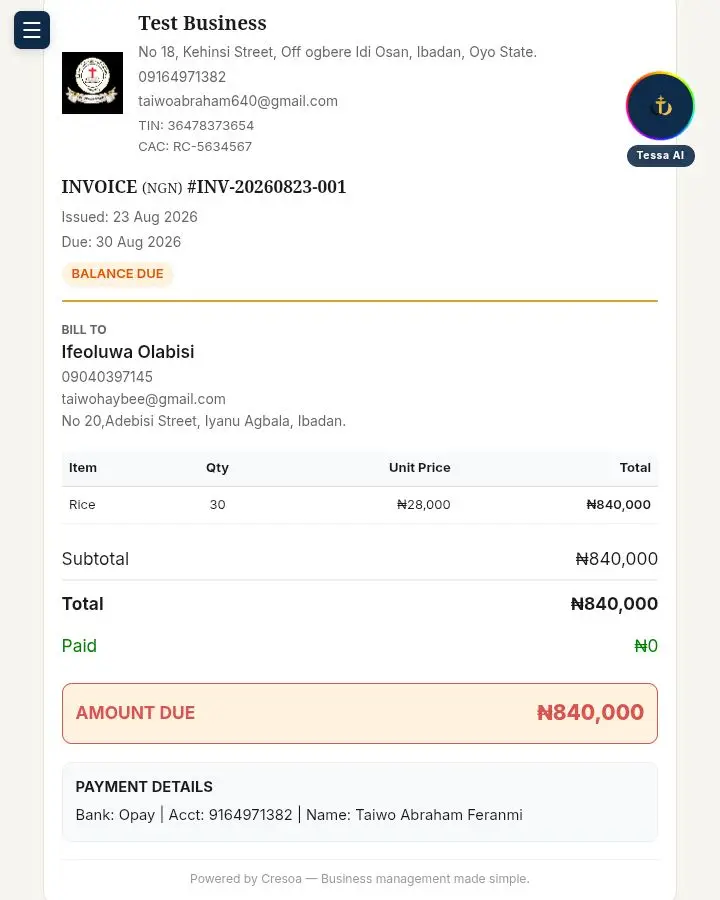 Test Business
No 18, Kehinsi Street, Off ogbere Idi Osan, Ibadan, Oyo State.
09164971382
taiwoabraham640@gmail.com
TIN: 36478373654
CAC: RC-5634567
Tessa AI
INVOICE (NGN) #INV-20260823-001
Issued: 23 Aug 2026
Due: 30 Aug 2026
BALANCE DUE
BILL TO
Ifeoluwa Olabisi
09040397145
taiwohaybee@gmail.com
No 20,Adebisi Street, Iyanu Agbala, Ibadan.
Item Qty Unit Price Total
Rice 30 ₦28,000 ₦840,000
Subtotal ₦840,000
Total ₦840,000
Paid ₦0
AMOUNT DUE ₦840,000
PAYMENT DETAILS
Bank: Opay | Acct: 9164971382 | Name: Taiwo Abraham Feranmi
Powered by Cresoa — Business management made simple.